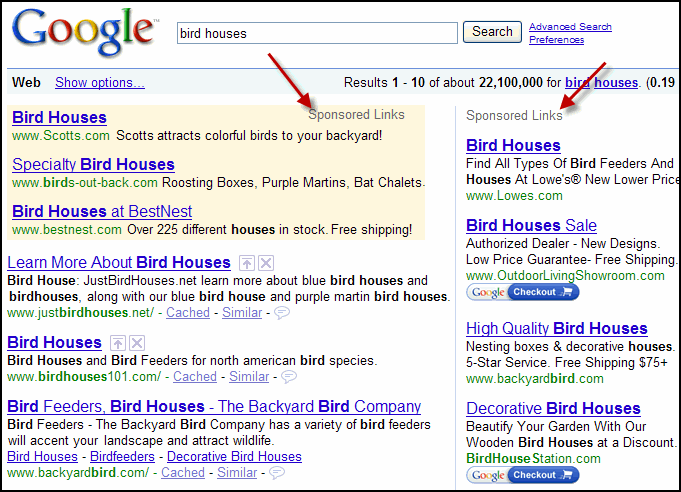 Google™
bird houses
Search
Advanced Search
Preferences
Web Show options...
Results 1 - 10 of about 22,100,000 for bird houses. (0.19
Sponsored Links
Bird Houses
www.Scotts.com Scotts attracts colorful birds to your backyard!
Specialty Bird Houses
www.birds-out-back.com Roosting Boxes, Purple Martins, Bat Chalets.
Bird Houses at BestNest
www.bestnest.com Over 225 different houses in stock. Free shipping!
Learn More About Bird Houses
Bird House: JustBirdHouses.net learn more about blue bird houses and
birdhouses, along with our blue bird house and purple martin bird houses.
www.justbirdhouses.net/ - Cached - Similar -
Bird Houses
Bird Houses and Bird Feeders for north american bird species.
www.birdhouses101.com/ - Cached - Similar -
Bird Feeders, Bird Houses - The Backyard Bird Company
Bird Feeders - The Backyard Bird Company has a variety of bird feeders
will accent your landscape and attract wildlife.
Bird Houses - Birdfeeders - Decorative Bird Houses
www.backyardbird.com/ - Cached - Similar -
Sponsored Links
Bird Houses
Find All Types Of Bird Feeders And
Houses At Lowe's® New Lower Price
www.Lowes.com
Bird Houses Sale
Authorized Dealer - New Designs.
Low Price Guarantee- Free Shipping.
www.OutdoorLivingShowroom.com
Google Checkout
High Quality Bird Houses
Nesting boxes & decorative houses.
5-Star Service. Free Shipping $75+
www.backyardbird.com
Decorative Bird Houses
Beautify Your Garden With Our
Wooden Bird Houses at a Discount.
BirdHouseStation.com
Google Checkout